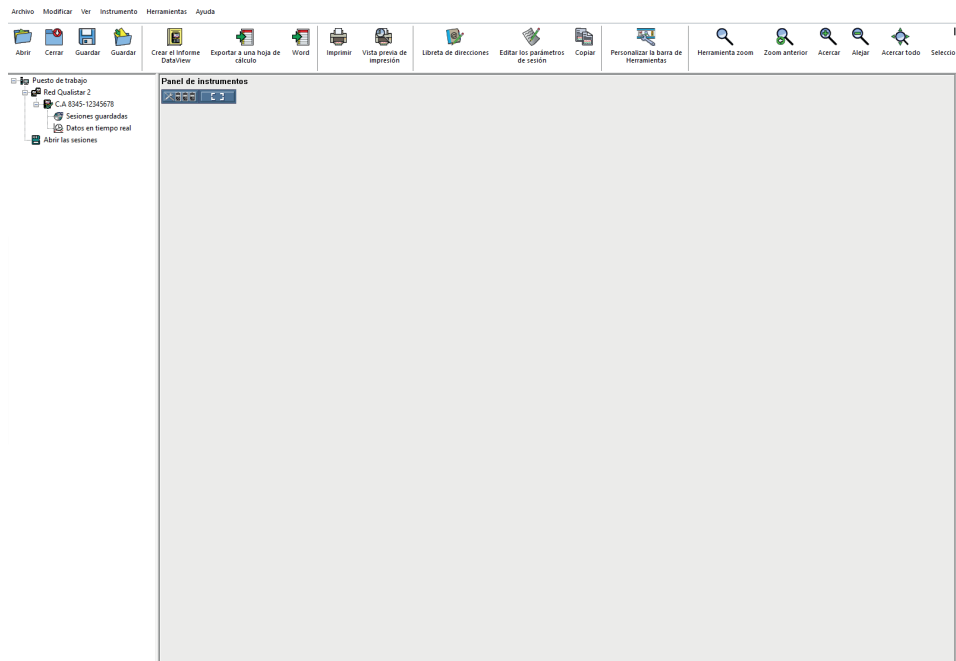 Archivo Modificar Ver Instrumento Herramientas Ayuda
Abrir Cerrar Guardar Guardar Crear el Informe DataView Exportar a una hoja de cálculo Word Imprimir Vista previa de impresión Libreta de direcciones Editar los parámetros de sesión Copiar Personalizar la barra de Herramientas Herramienta zoom Zoom anterior Acercar Alejar Acercar todo Seleccio
Puesto de trabajo
Red Qualistar 2
C.A 8345-12345678
Sesiones guardadas
Datos en tiempo real
Abrir las sesiones
Panel de instrumentos